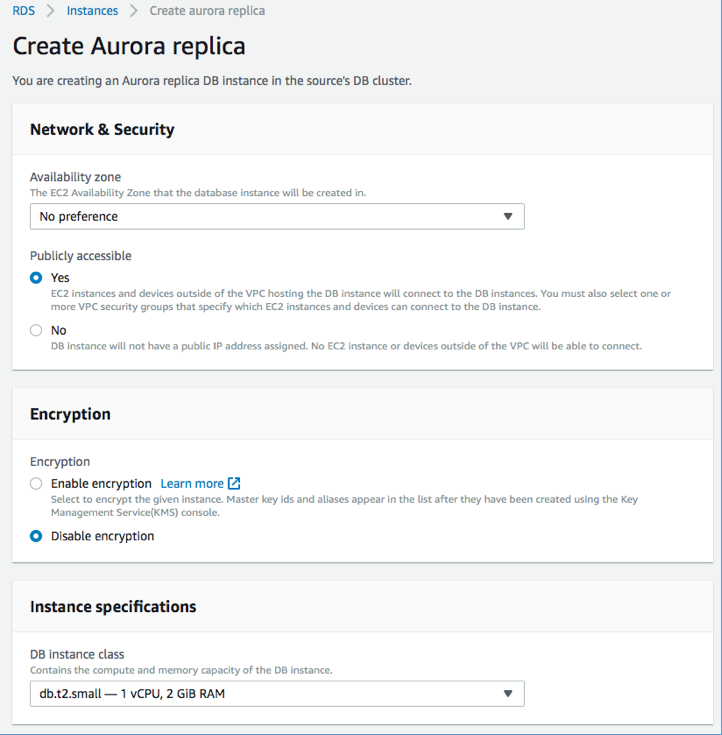 RDS > Instances > Create aurora replica
Create Aurora replica
You are creating an Aurora replica DB instance in the source's DB cluster.
Network & Security
Availability zone
The EC2 Availability Zone that the database instance will be created in.
No preference
Publicly accessible
Yes
EC2 instances and devices outside of the VPC hosting the DB instance will connect to the DB instances. You must also select one or
more VPC security groups that specify which EC2 instances and devices can connect to the DB instance.
No
DB instance will not have a public IP address assigned. No EC2 instance or devices outside of the VPC will be able to connect.
Encryption
Encryption
Enable encryption Learn more
Select to encrypt the given instance. Master key ids and aliases appear in the list after they have been created using the Key
Management Service(KMS) console.
Disable encryption
Instance specifications
DB instance class
Contains the compute and memory capacity of the DB instance.
db.t2.small — 1 vCPU, 2 GiB RAM